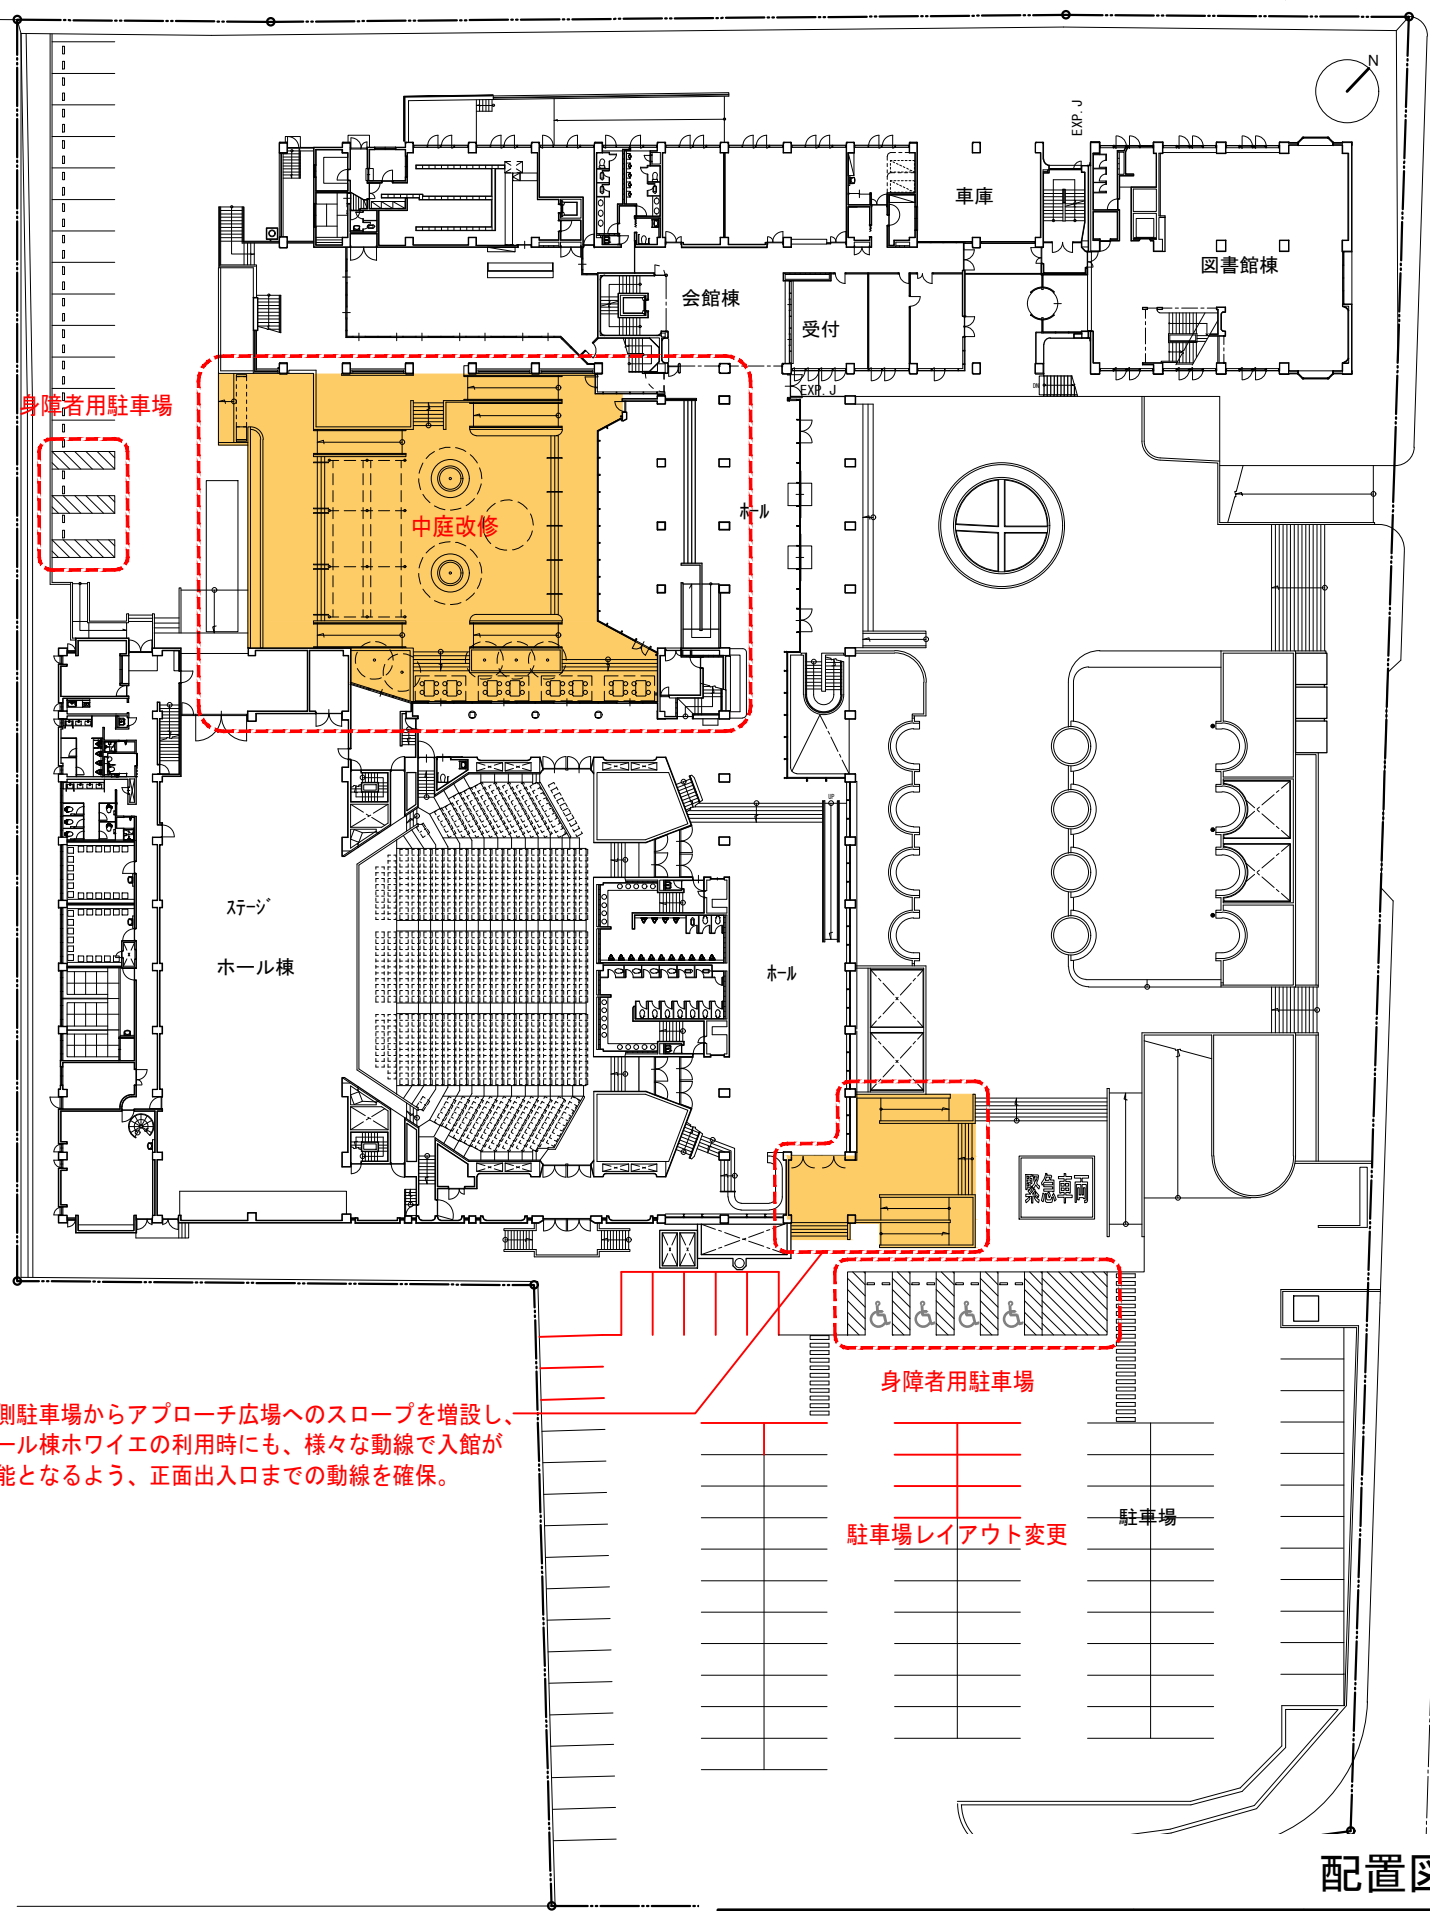 N
EXP. J
車庫
図書館棟
会館棟
受付
EXP. J
DN
身障者用駐車場
中庭改修
ホール
UP
ステージ
ホール棟
ホール
緊急車両
身障者用駐車場
側駐車場からアプローチ広場へのスロープを増設し、
ール棟ホワイエの利用時にも、様々な動線で入館が
能となるよう、正面出入口までの動線を確保。
駐車場
駐車場レイアウト変更
配置図